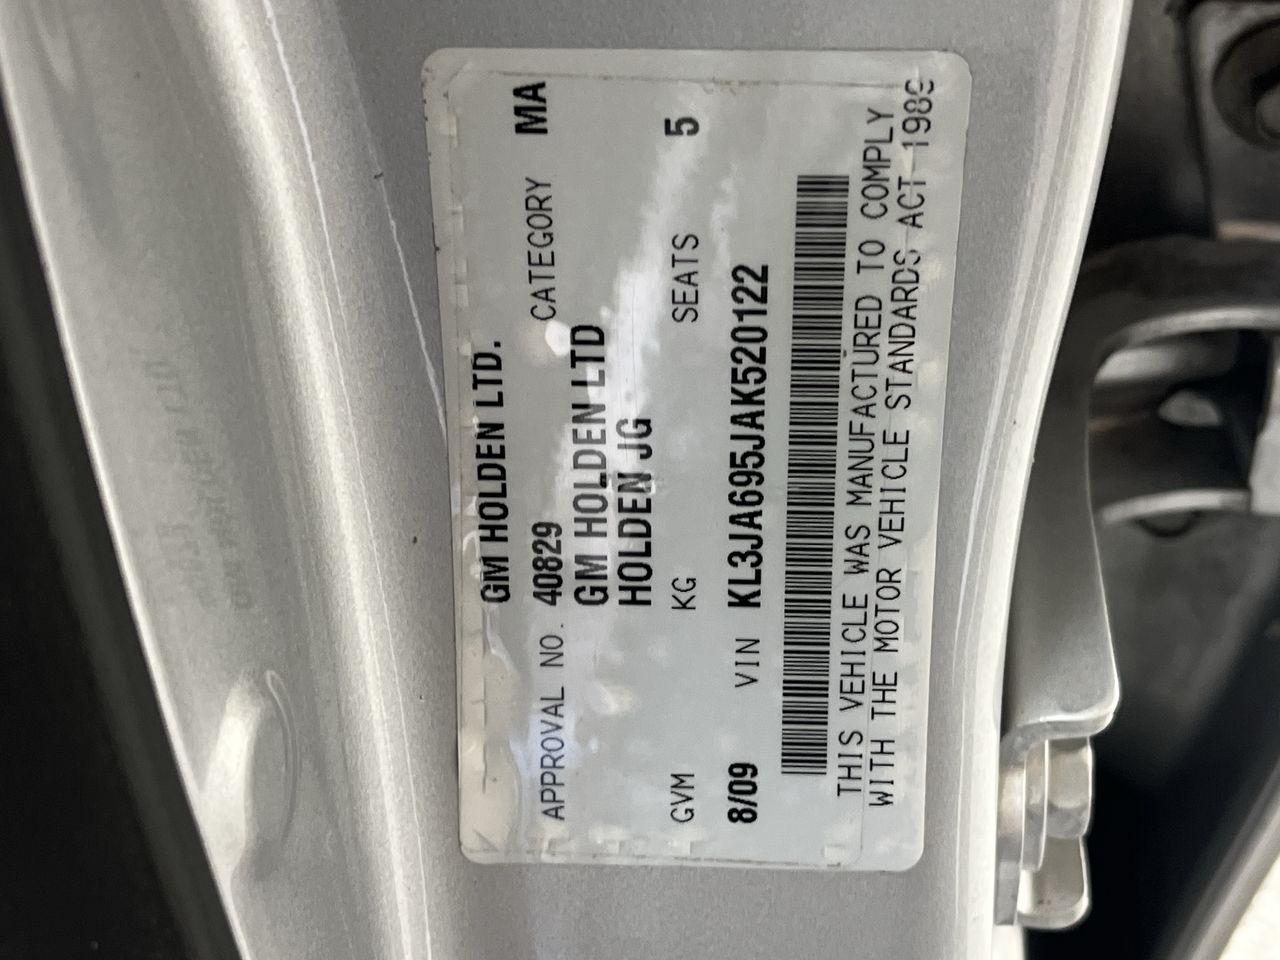 GM HOLDEN LTD.
APPROVAL NO. 40829 CATEGORY MA
GM HOLDEN LTD
HOLDEN JG
GVM KG SEATS 5
8/09 VIN KL3JA695JAK520122
THIS VEHICLE WAS MANUFACTURED TO COMPLY
WITH THE MOTOR VEHICLE STANDARDS ACT 1989